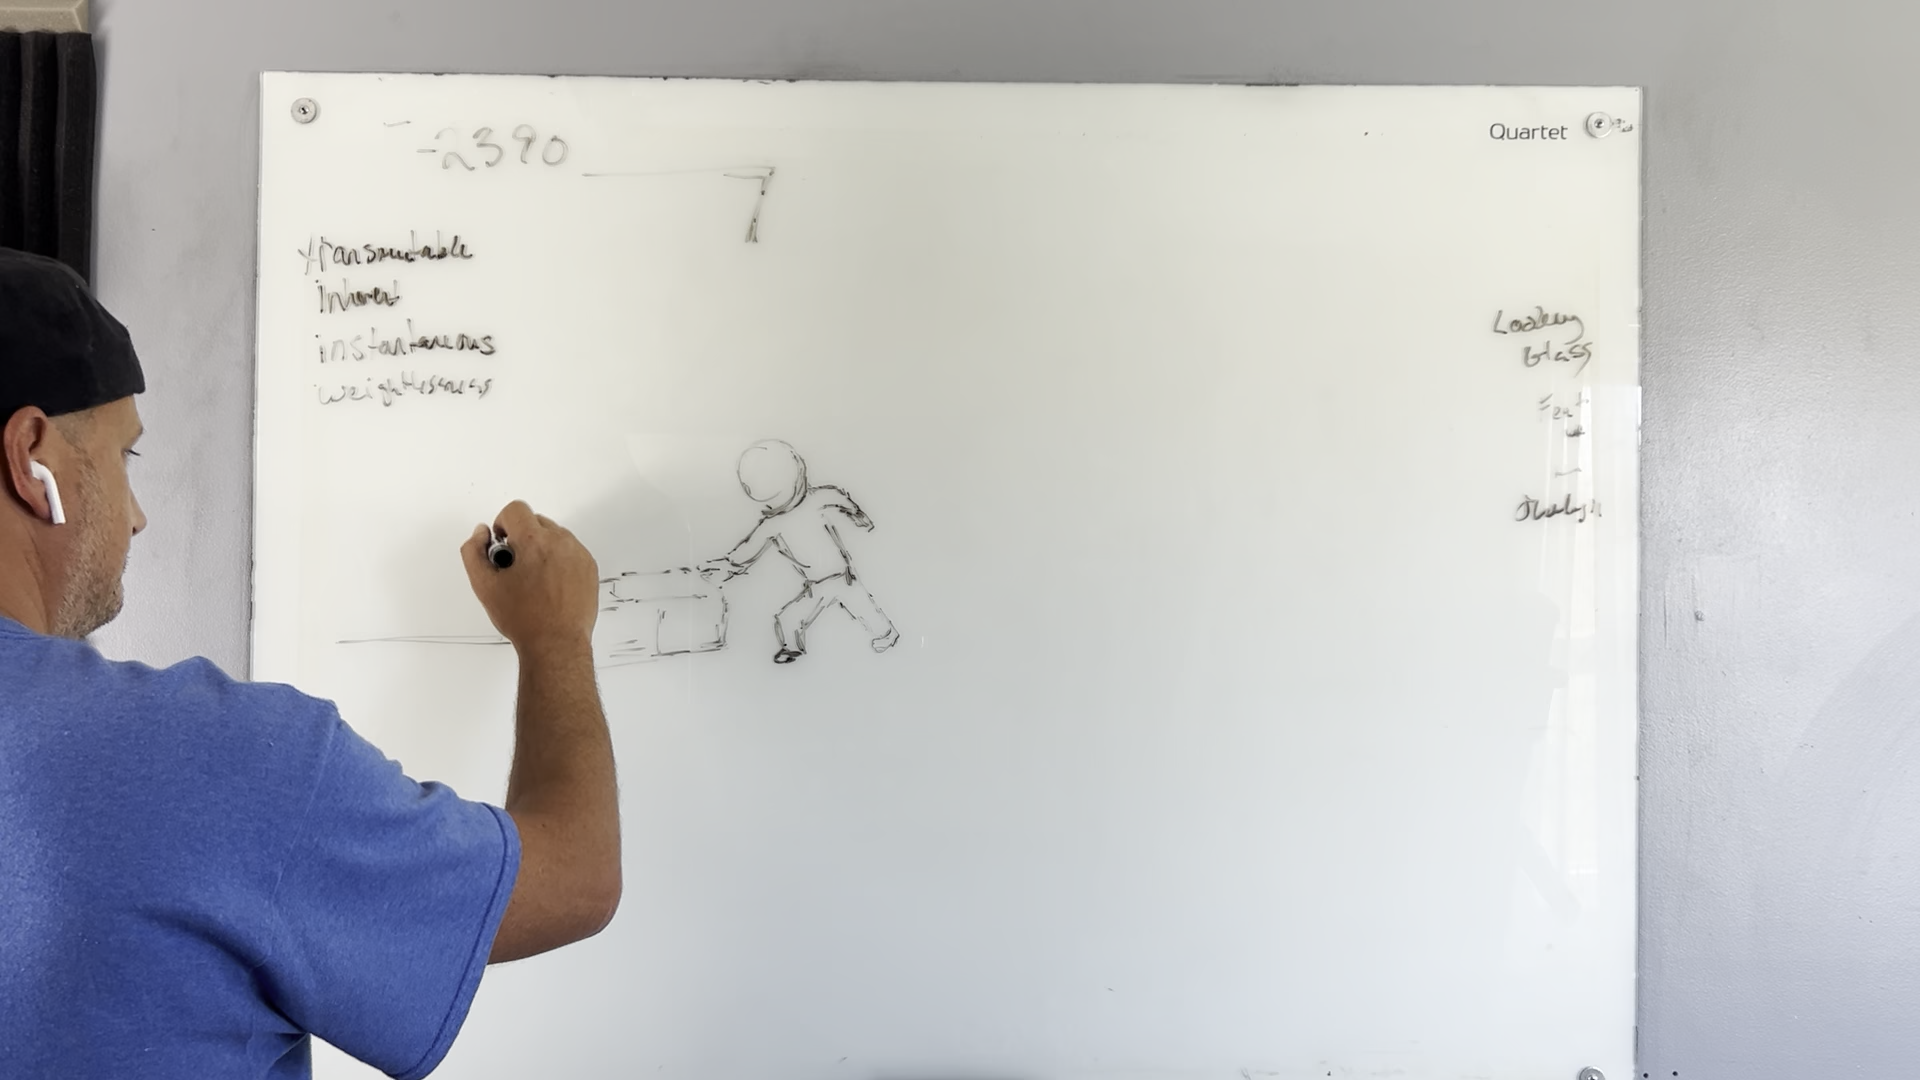 -2390
Quartet
transmutable
Inherent
instantaneous
weightlessness
Looking
Glass